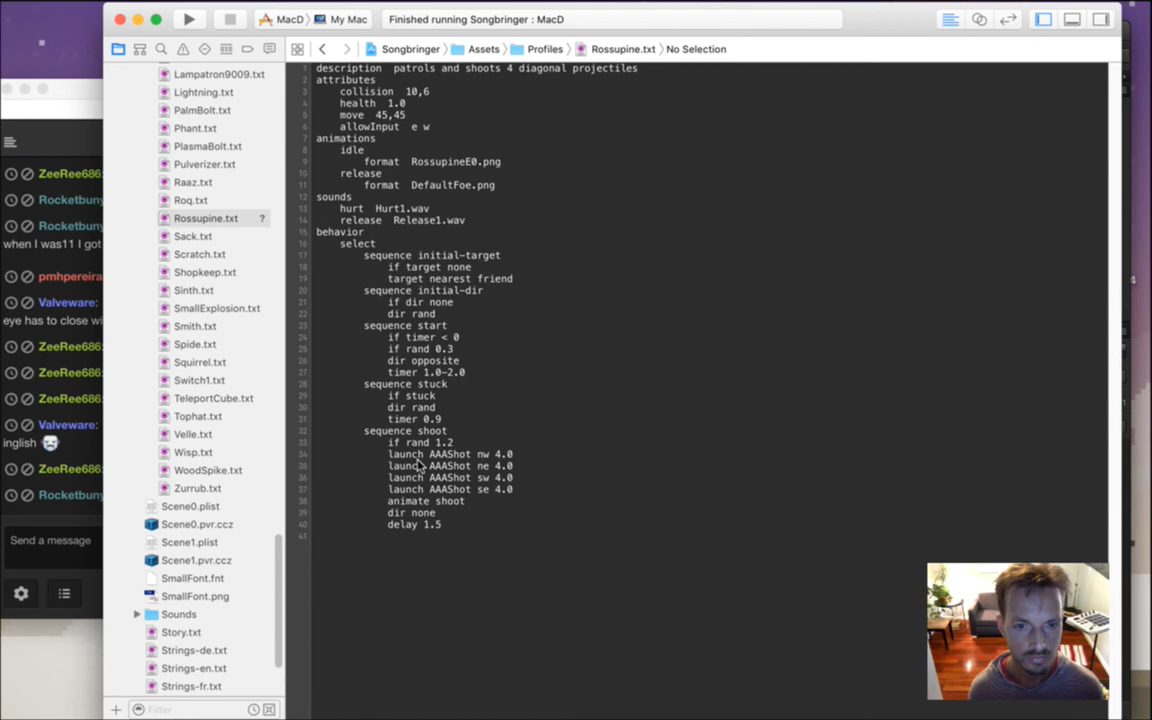 MacD 〉 My Mac
Finished running Songbringer : MacD
Songbringer 〉 Assets 〉 Profiles 〉 Rossupine.txt 〉 No Selection
ZeeRee686:
Rocketbuny
Rocketbuny
when I was11 I got
pmhpereira
Valveware:
eye has to close wi
ZeeRee686:
ZeeRee686:
ZeeRee686:
Valveware:
inglish
ZeeRee686:
Rocketbuny
Send a message
Lampatron9009.txt
Lightning.txt
PalmBolt.txt
Phant.txt
PlasmaBolt.txt
Pulverizer.txt
Raaz.txt
Roq.txt
Rossupine.txt ?
Sack.txt
Scratch.txt
Shopkeep.txt
Sinth.txt
SmallExplosion.txt
Smith.txt
Spide.txt
Squirrel.txt
Switch1.txt
TeleportCube.txt
Tophat.txt
Velle.txt
Wisp.txt
WoodSpike.txt
Zurrub.txt
Scene0.plist
Scene0.pvr.ccz
Scene1.plist
Scene1.pvr.ccz
SmallFont.fnt
SmallFont.png
Sounds
Story.txt
Strings-de.txt
Strings-en.txt
Strings-fr.txt
Filter
1 description patrols and shoots 4 diagonal projectiles
2 attributes
3 collision 10,6
4 health 1.0
5 move 45,45
6 allowInput e w
7 animations
8 idle
9 format RossupineE0.png
10 release
11 format DefaultFoe.png
12 sounds
13 hurt Hurt1.wav
14 release Release1.wav
15 behavior
16 select
17 sequence initial-target
18 if target none
19 target nearest friend
20 sequence initial-dir
21 if dir none
22 dir rand
23 sequence start
24 if timer < 0
25 if rand 0.3
26 dir opposite
27 timer 1.0-2.0
28 sequence stuck
29 if stuck
30 dir rand
31 timer 0.9
32 sequence shoot
33 if rand 1.2
34 launch AAAShot nw 4.0
35 launch AAAShot ne 4.0
36 launch AAAShot sw 4.0
37 launch AAAShot se 4.0
38 animate shoot
39 dir none
40 delay 1.5
41